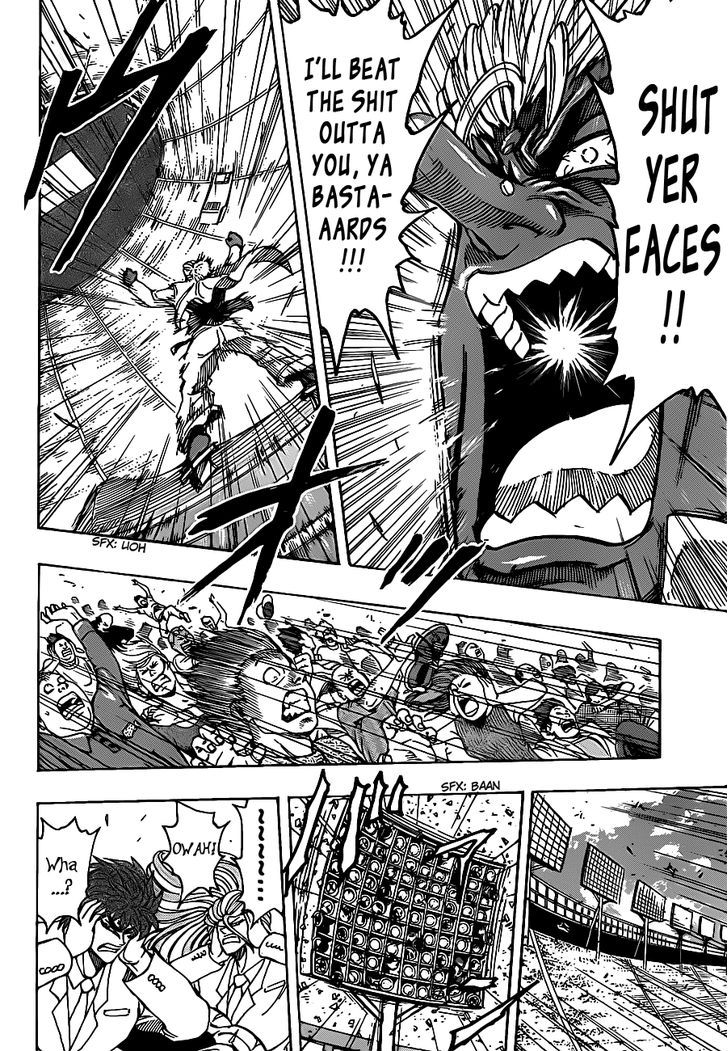 SHUT
YER
FACES
!!
I'LL BEAT
THE SHIT
OUTTA
YOU, YA
BASTA-
AARDS
!!!
SFX: UOH
SFX: BAAN
OWAH!
Wha
...?